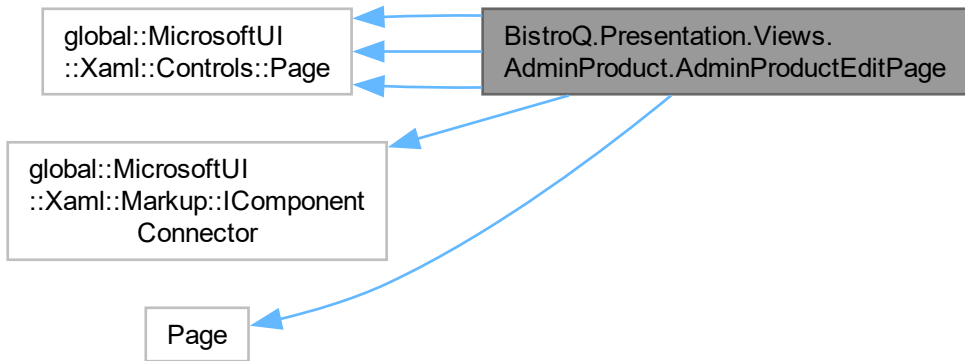 global::MicrosoftUI
::Xaml::Controls::Page
BistroQ.Presentation.Views.
AdminProduct.AdminProductEditPage
global::MicrosoftUI
::Xaml::Markup::IComponent
Connector
Page